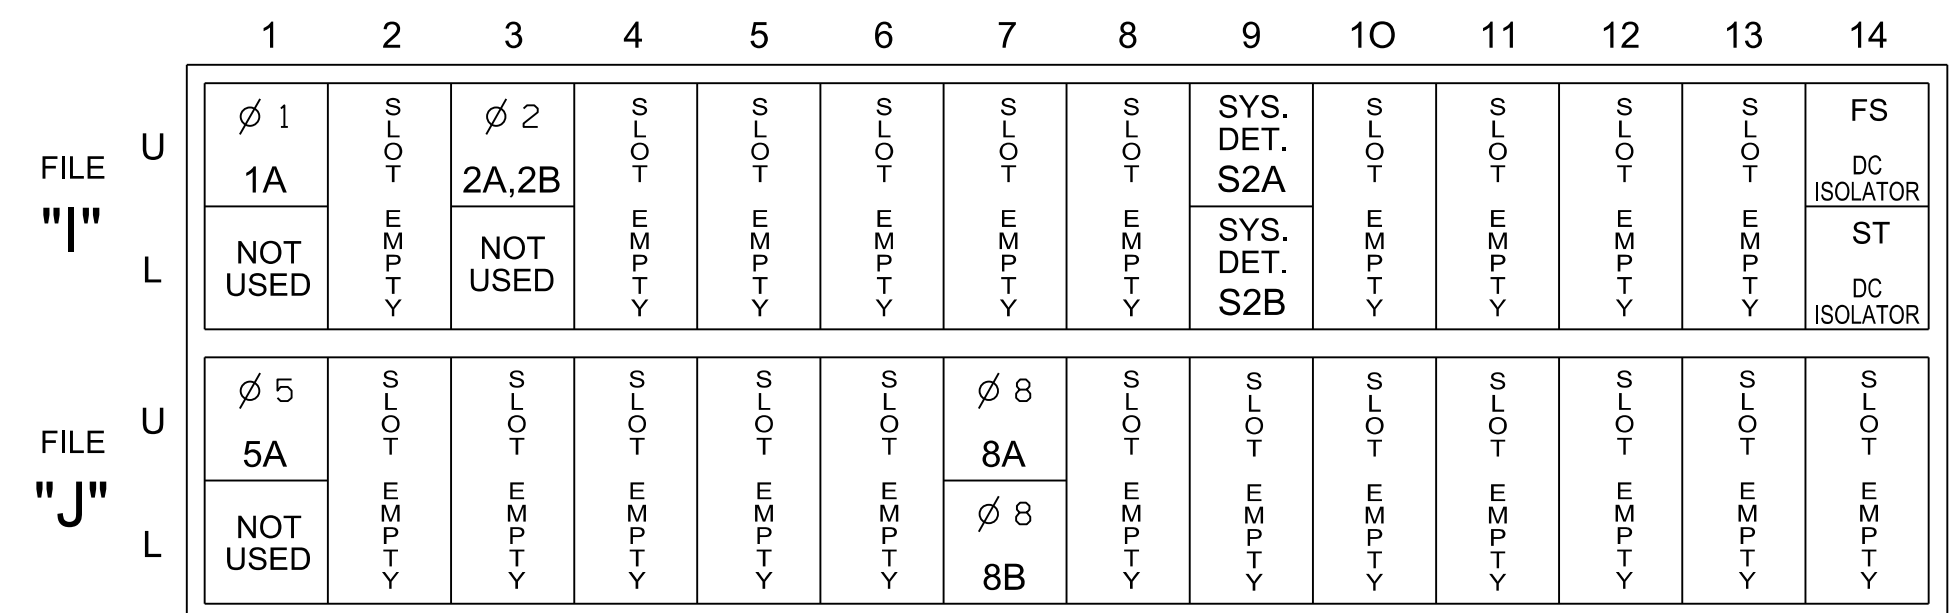 1 2 3 4 5 6 7 8 9 10 11 12 13 14
FILE "I"
U
L
ø 1
1A
NOT
USED
SLOT EMPTY
ø 2
2A,2B
NOT
USED
SLOT EMPTY
SLOT EMPTY
SLOT EMPTY
SLOT EMPTY
SLOT EMPTY
SYS.
DET.
S2A
SYS.
DET.
S2B
SLOT EMPTY
SLOT EMPTY
SLOT EMPTY
SLOT EMPTY
FS
DC
ISOLATOR
ST
DC
ISOLATOR
FILE "J"
U
L
ø 5
5A
NOT
USED
SLOT EMPTY
SLOT EMPTY
SLOT EMPTY
SLOT EMPTY
SLOT EMPTY
ø 8
8A
ø 8
8B
SLOT EMPTY
SLOT EMPTY
SLOT EMPTY
SLOT EMPTY
SLOT EMPTY
SLOT EMPTY
SLOT EMPTY